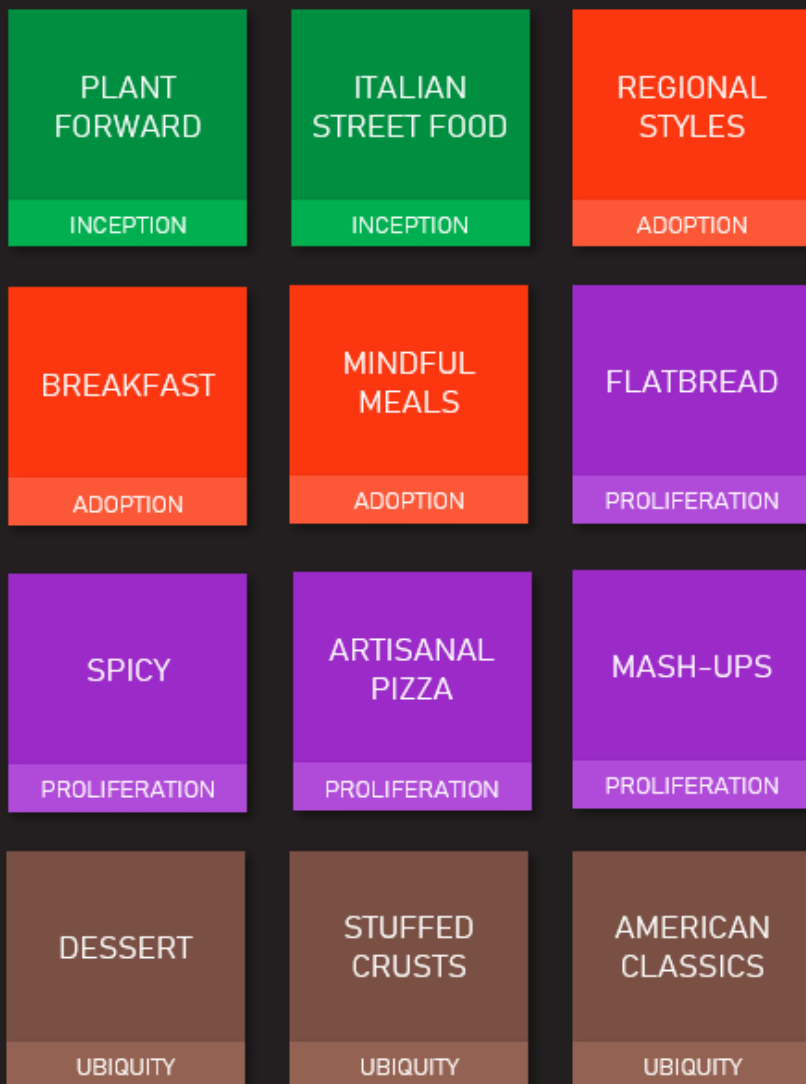 PLANT
FORWARD
INCEPTION
ITALIAN
STREET FOOD
INCEPTION
REGIONAL
STYLES
ADOPTION
BREAKFAST
ADOPTION
MINDFUL
MEALS
ADOPTION
FLATBREAD
PROLIFERATION
SPICY
PROLIFERATION
ARTISANAL
PIZZA
PROLIFERATION
MASH-UPS
PROLIFERATION
DESSERT
UBIQUITY
STUFFED
CRUSTS
UBIQUITY
AMERICAN
CLASSICS
UBIQUITY